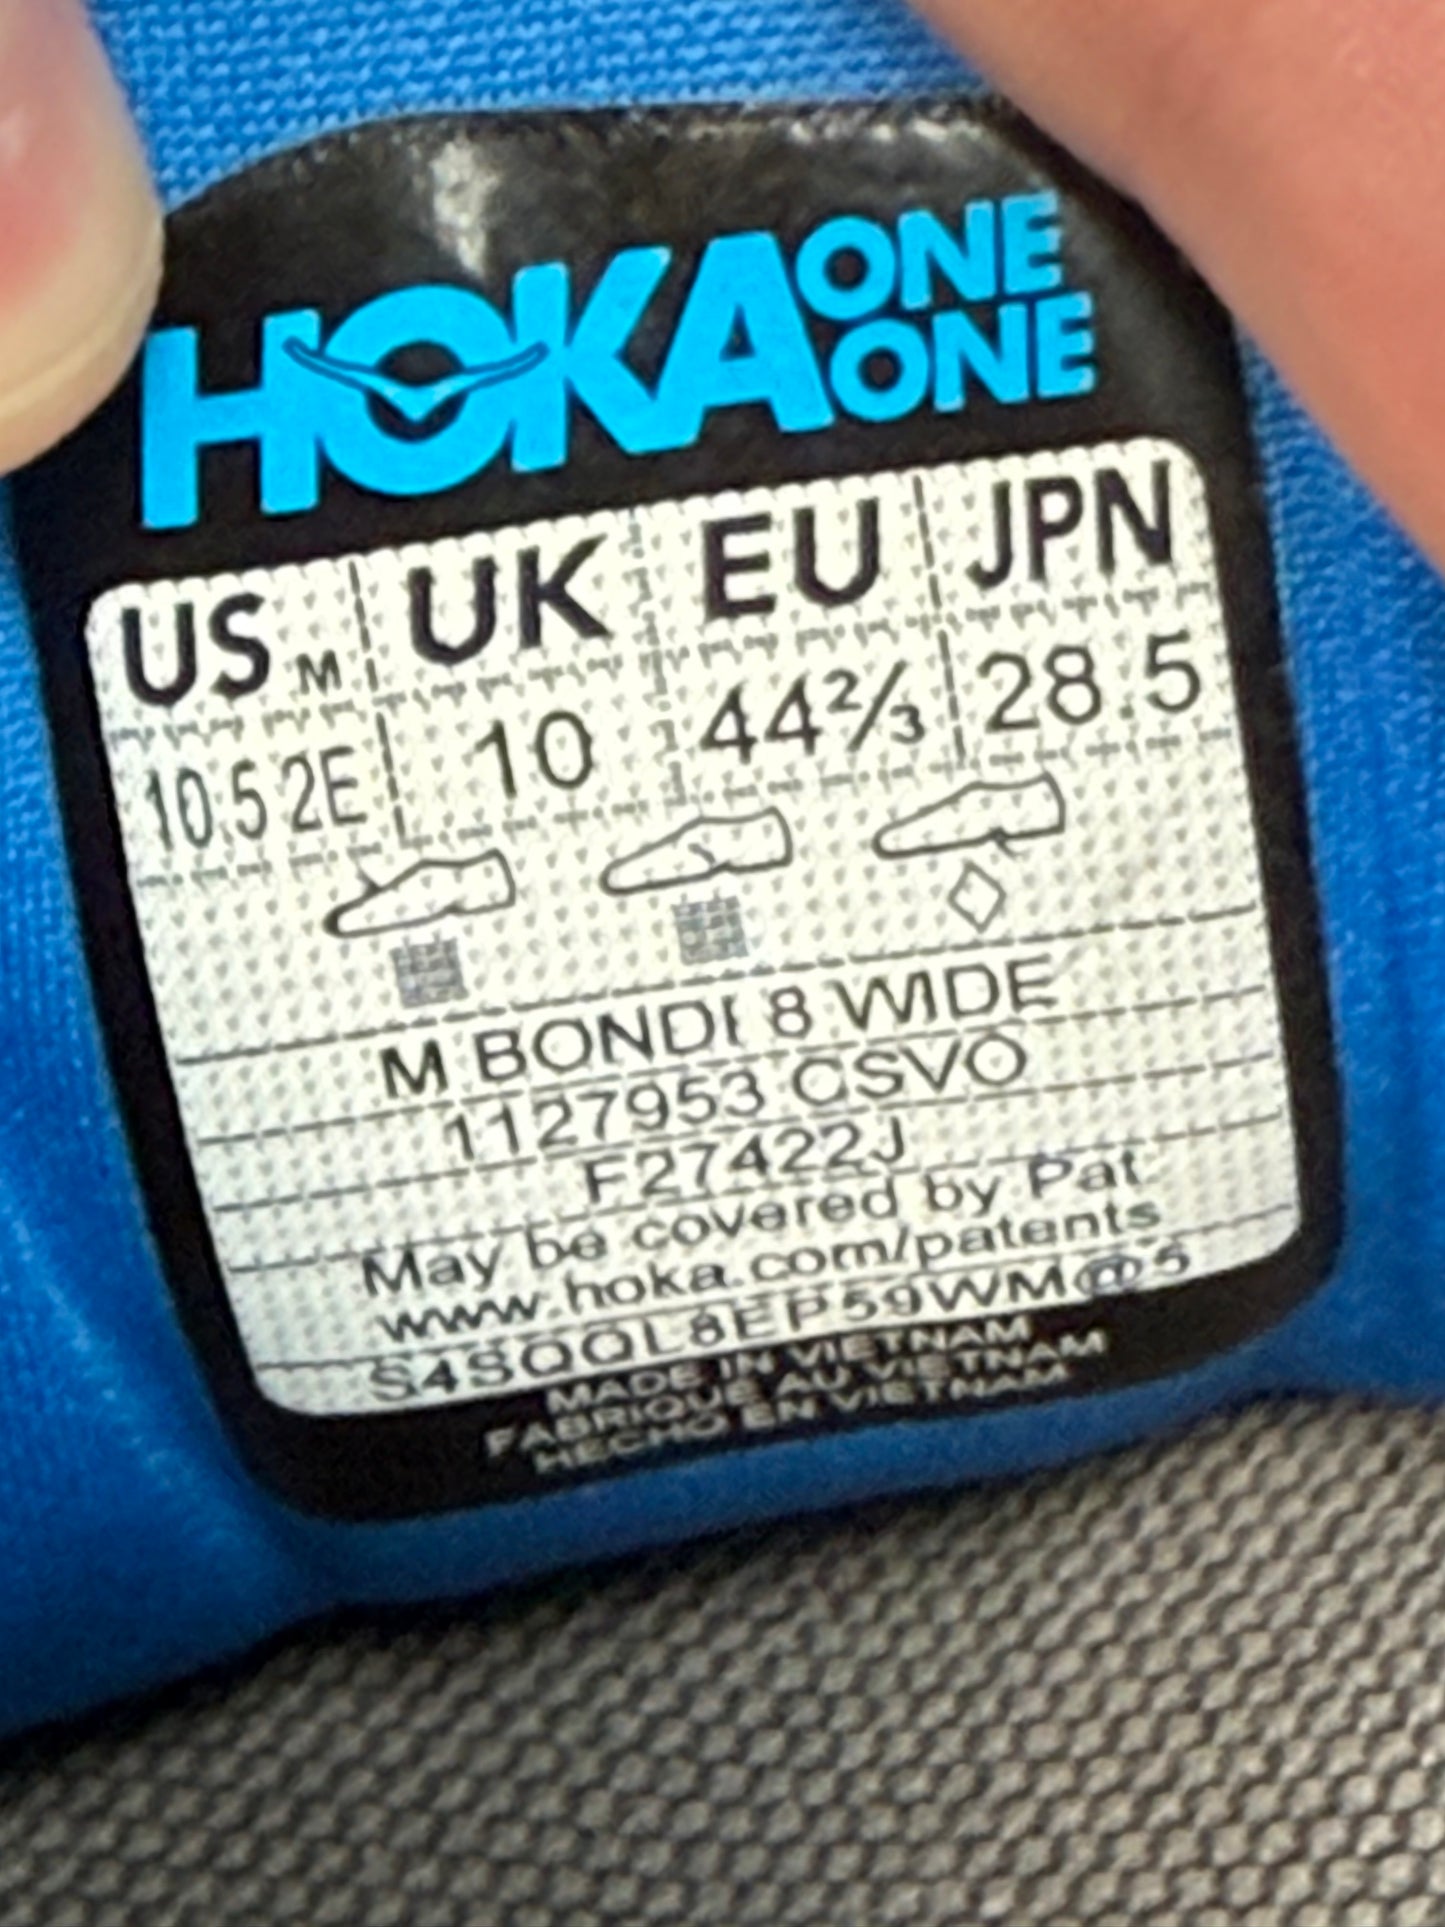 HOKA ONE ONE
US M UK EU JPN
10.5 2E 10 44⅔ 28.5
M BONDI 8 WIDE
1127953 CSVO
F27422J
May be covered by Pat
www.hoka.com/patents
S4SQQL8EP59WM@5
MADE IN VIETNAM
FABRIQUÉ AU VIETNAM
HECHO EN VIETNAM